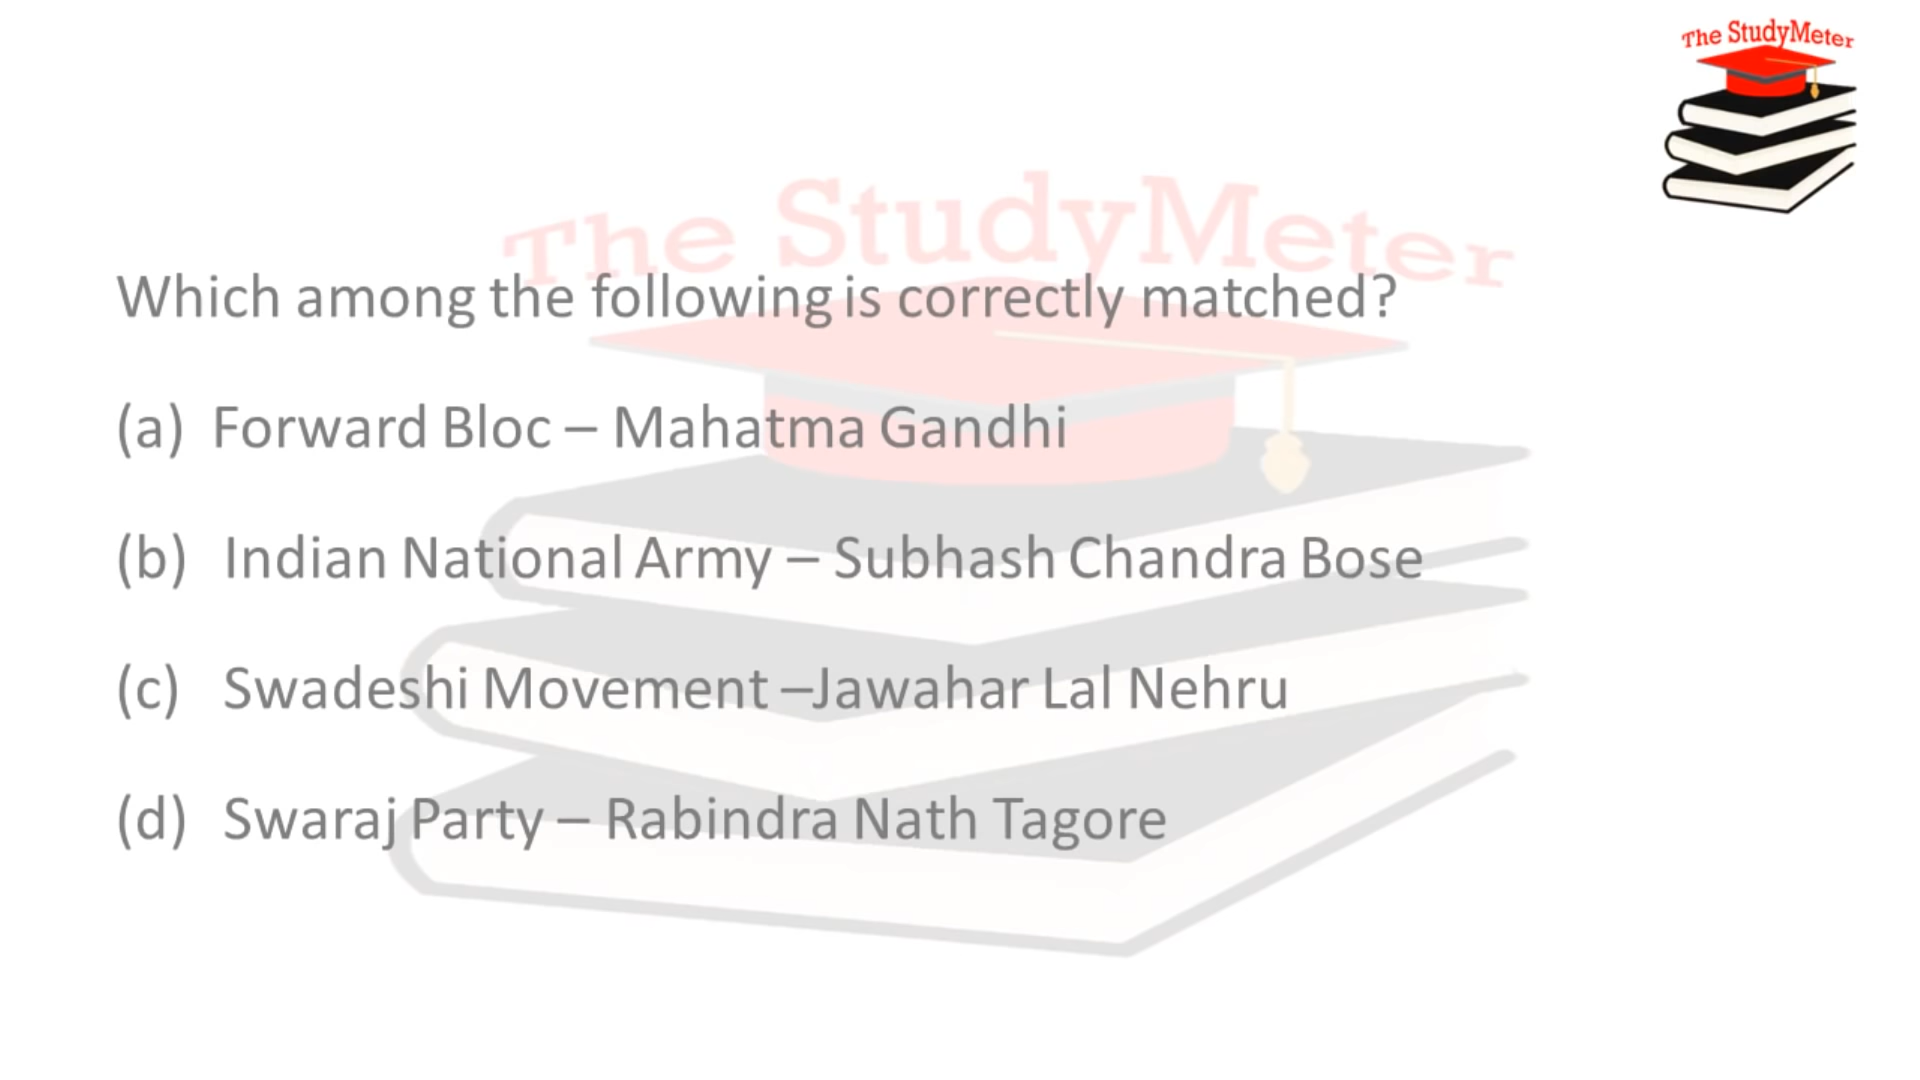 The StudyMeter
The StudyMeter
Which among the following is correctly matched?
(a) Forward Bloc – Mahatma Gandhi
(b) Indian National Army – Subhash Chandra Bose
(c) Swadeshi Movement –Jawahar Lal Nehru
(d) Swaraj Party – Rabindra Nath Tagore